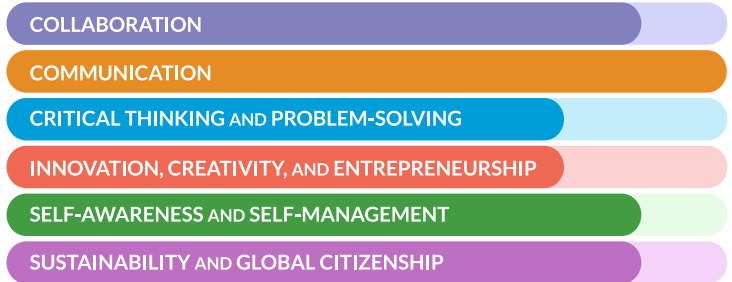 COLLABORATION
COMMUNICATION
CRITICAL THINKING AND PROBLEM-SOLVING
INNOVATION, CREATIVITY, AND ENTREPRENEURSHIP
SELF-AWARENESS AND SELF-MANAGEMENT
SUSTAINABILITY AND GLOBAL CITIZENSHIP